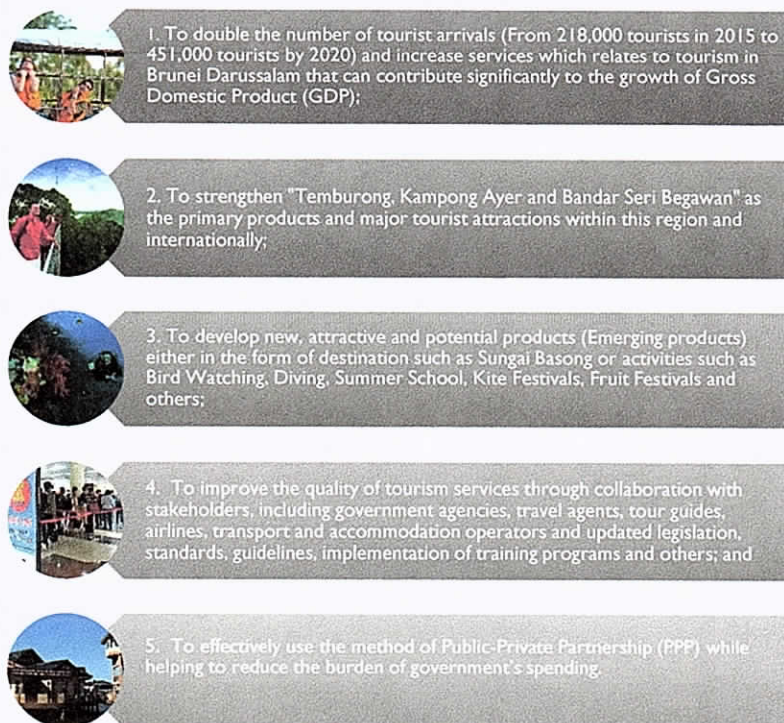 1. To double the number of tourist arrivals (From 218,000 tourists in 2015 to
451,000 tourists by 2020) and increase services which relates to tourism in
Brunei Darussalam that can contribute significantly to the growth of Gross
Domestic Product (GDP);
2. To strengthen "Temburong, Kampong Ayer and Bandar Seri Begawan" as
the primary products and major tourist attractions within this region and
internationally;
3. To develop new, attractive and potential products (Emerging products)
either in the form of destination such as Sungai Basong or activities such as
Bird Watching, Diving, Summer School, Kite Festivals, Fruit Festivals and
others;
4. To improve the quality of tourism services through collaboration with
stakeholders, including government agencies, travel agents, tour guides,
airlines, transport and accommodation operators and updated legislation,
standards, guidelines, implementation of training programs and others; and
5. To effectively use the method of Public-Private Partnership (PPP) while
helping to reduce the burden of government's spending.